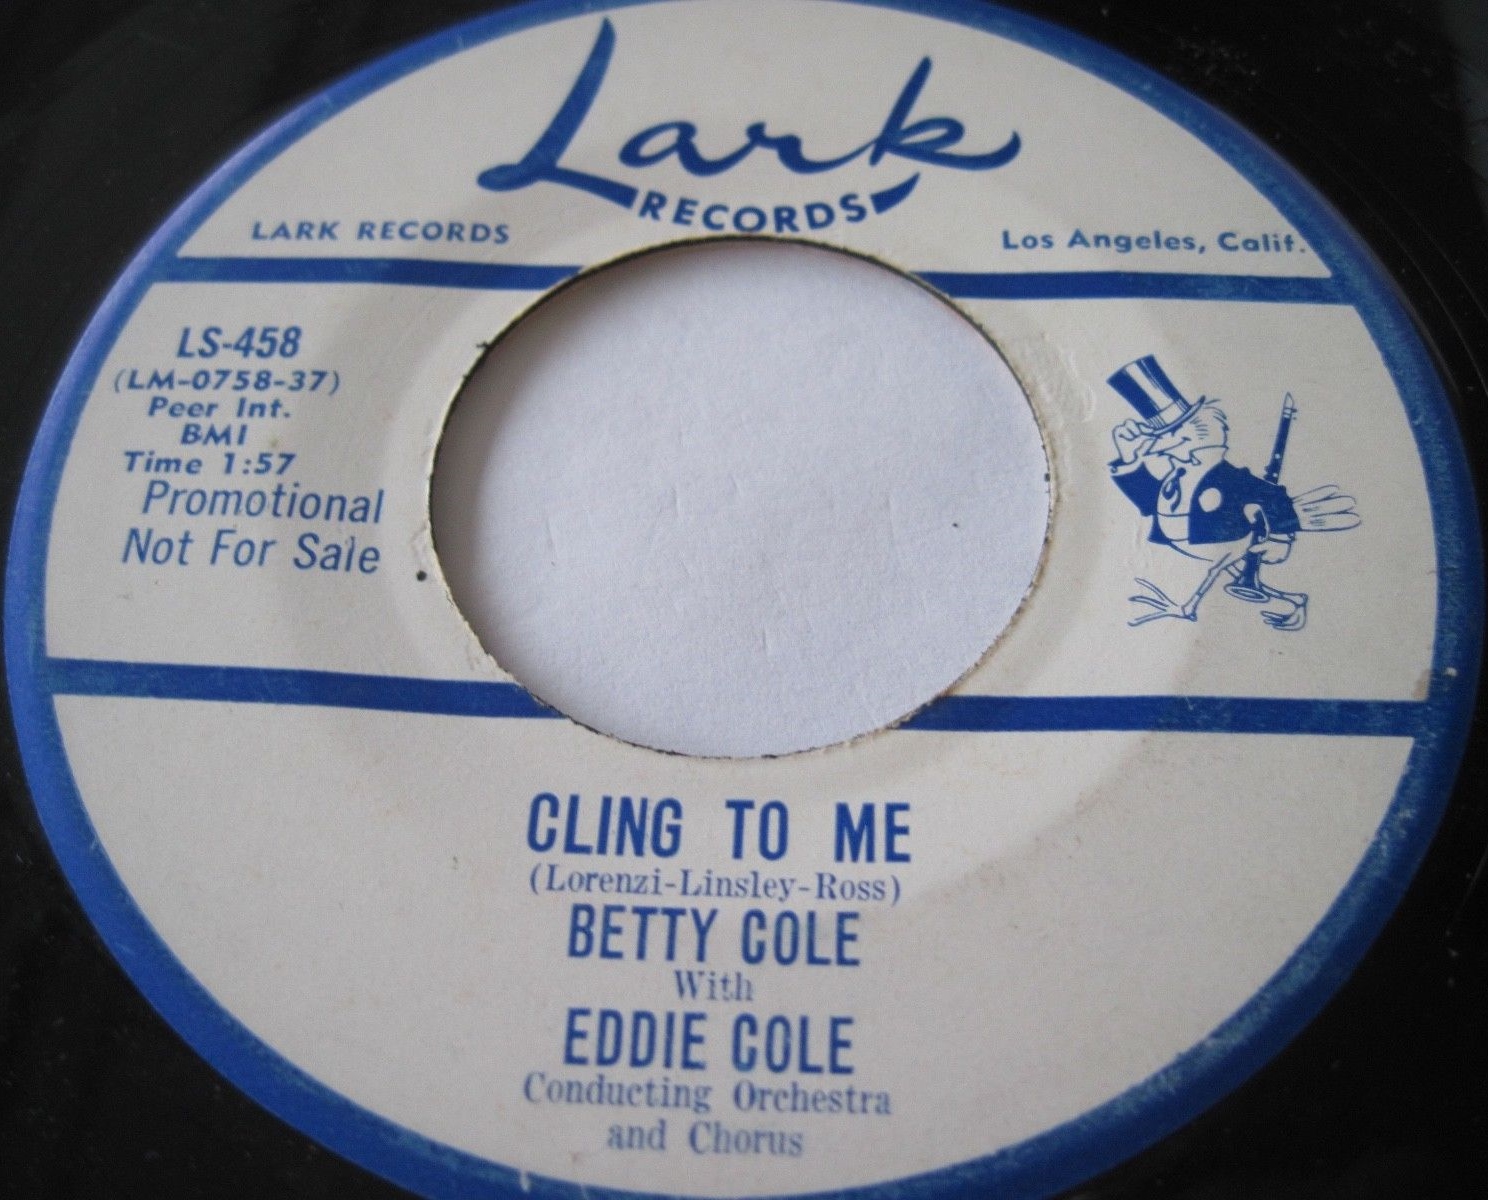 Lark
RECORDS
LARK RECORDS
Los Angeles, Calif.
LS-458
(LM-0758-37)
Peer Int.
BMI
Time 1:57
Promotional
Not For Sale
CLING TO ME
(Lorenzi-Linsley-Ross)
BETTY COLE
With
EDDIE COLE
Conducting Orchestra
and Chorus